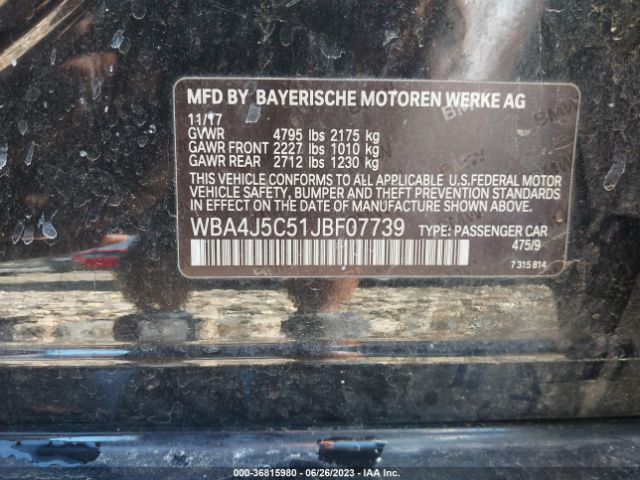 MFD BY BAYERISCHE MOTOREN WERKE AG
11/17
GVWR 4795 lbs 2175 kg
GAWR FRONT 2227 lbs 1010 kg
GAWR REAR 2712 lbs 1230 kg
THIS VEHICLE CONFORMS TO ALL APPLICABLE U.S.FEDERAL MOTOR
VEHICLE SAFETY, BUMPER AND THEFT PREVENTION STANDARDS
IN EFFECT ON THE DATE OF MANUFACTURE SHOWN ABOVE.
WBA4J5C51JBF07739 TYPE: PASSENGER CAR
475/9
7 315 814
000-36815980 - 06/26/2023 - IAA Inc.